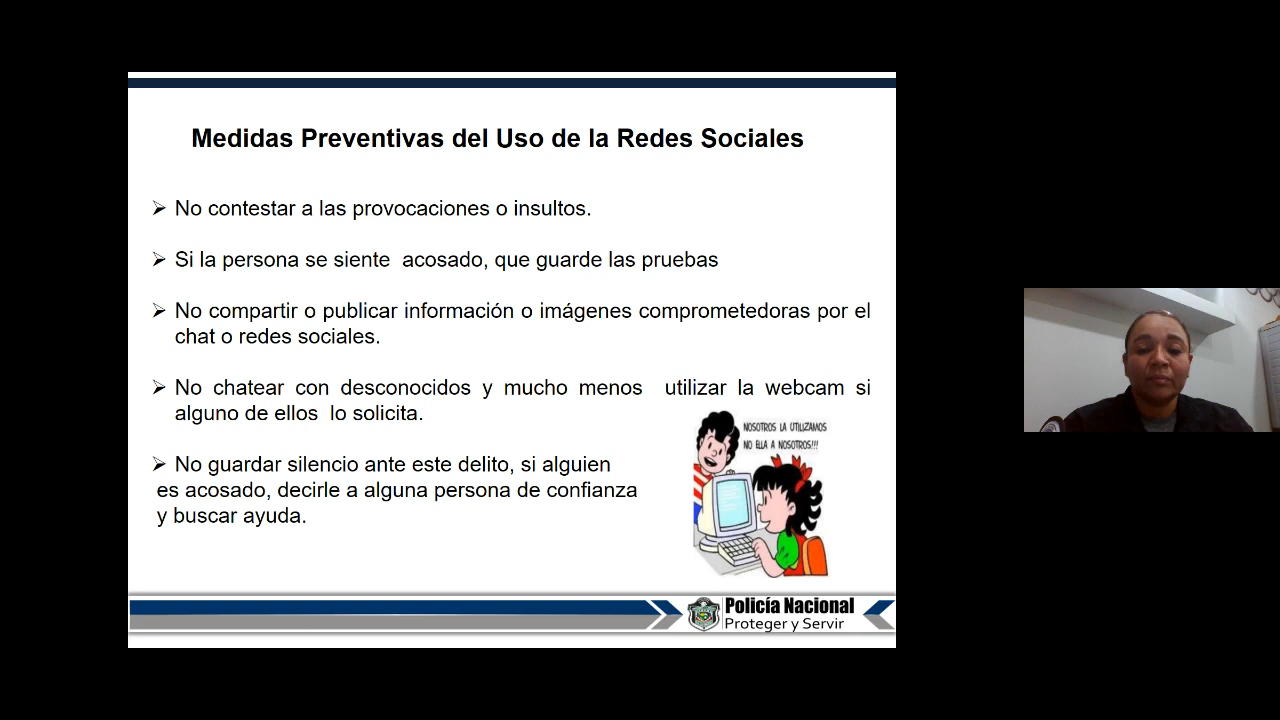 Medidas Preventivas del Uso de la Redes Sociales
No contestar a las provocaciones o insultos.
Si la persona se siente acosado, que guarde las pruebas
No compartir o publicar información o imágenes comprometedoras por el
chat o redes sociales.
No chatear con desconocidos y mucho menos utilizar la webcam si
alguno de ellos lo solicita.
NOSOTROS LA UTILIZAMOS
NO ELLA A NOSOTROS!!!
No guardar silencio ante este delito, si alguien
es acosado, decirle a alguna persona de confianza
y buscar ayuda.
Policía Nacional
Proteger y Servir